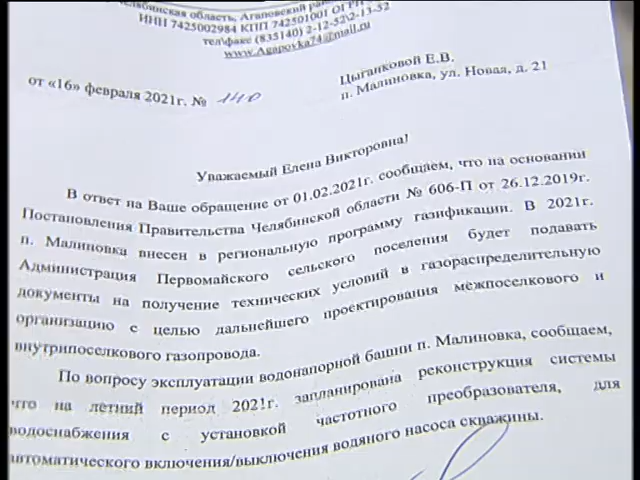 Челябинская область, Агаповский
ИНН 7425002984 КПП 742501001 ОГРН
тел\факс (835140) 2-12-52\2-13-52
www.Agapovka74@mail.ru
от «16» февраля 2021г. № 140
Цыганковой Е.В.
п. Малиновка, ул. Новая, д. 21
Уважаемый Елена Викторовна!
В ответ на Ваше обращение от 01.02.2021г. сообщаем, что на основании
Постановления Правительства Челябинской области № 606-П от 26.12.2019г.
п. Малиновка внесен в региональную программу газификации. В 2021г.
Администрация Первомайского сельского поселения будет подавать
документы на получение технических условий в газораспределительную
организацию с целью дальнейшего проектирования межпоселкового и
внутрипоселкового газопровода.
По вопросу эксплуатации водонапорной башни п. Малиновка, сообщаем,
что на летний период 2021г. запланирована реконструкция системы
водоснабжения с установкой частотного преобразователя, для
автоматического включения/выключения водяного насоса скважины.